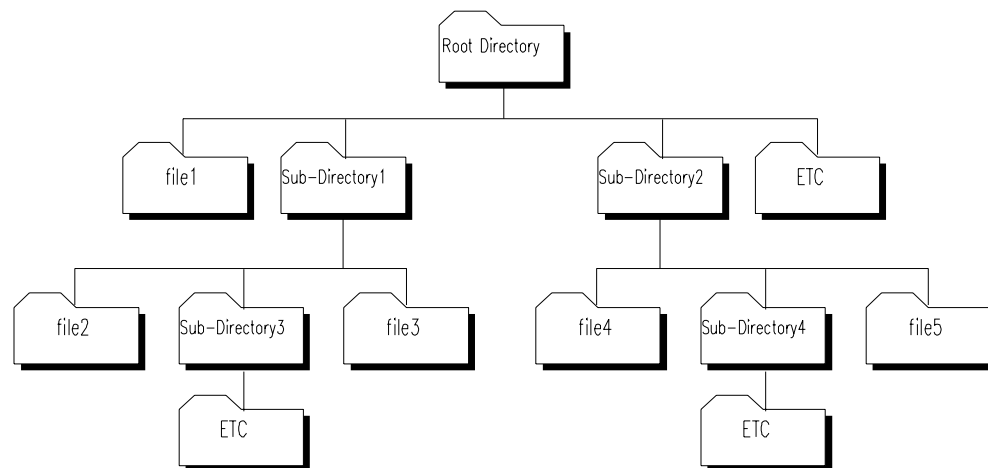 Root Directory
file1
Sub-Directory1
Sub-Directory2
ETC
file2
Sub-Directory3
file3
file4
Sub-Directory4
file5
ETC
ETC